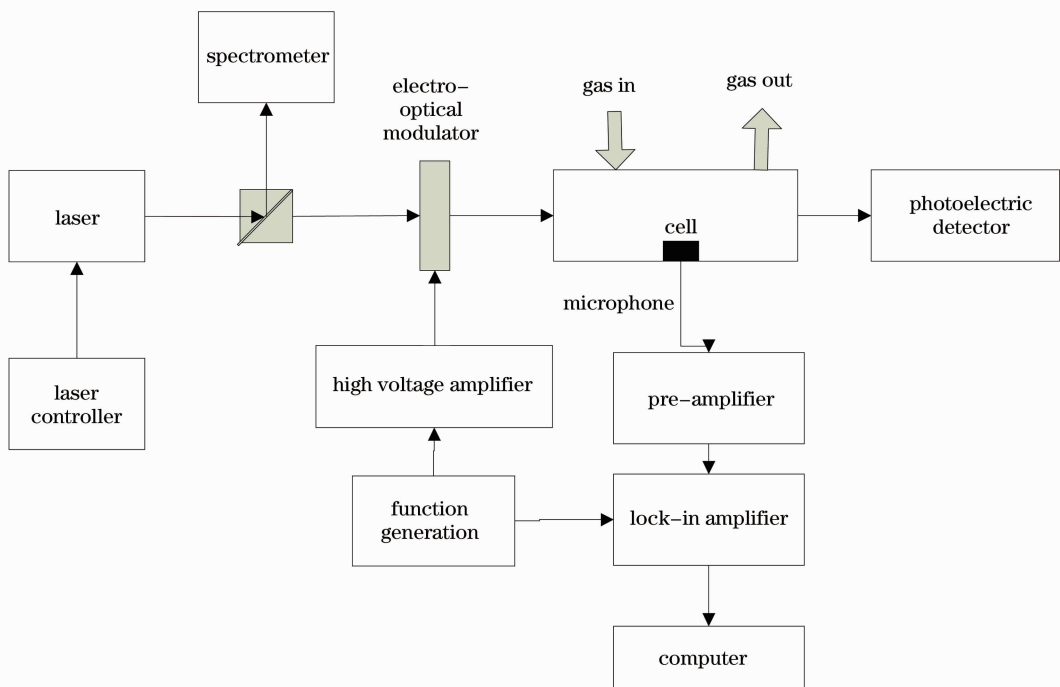 spectrometer
electro-
optical
modulator
gas in
gas out
laser
photoelectric
detector
cell
microphone
laser
controller
high voltage amplifier
pre-amplifier
function
generation
lock-in amplifier
computer